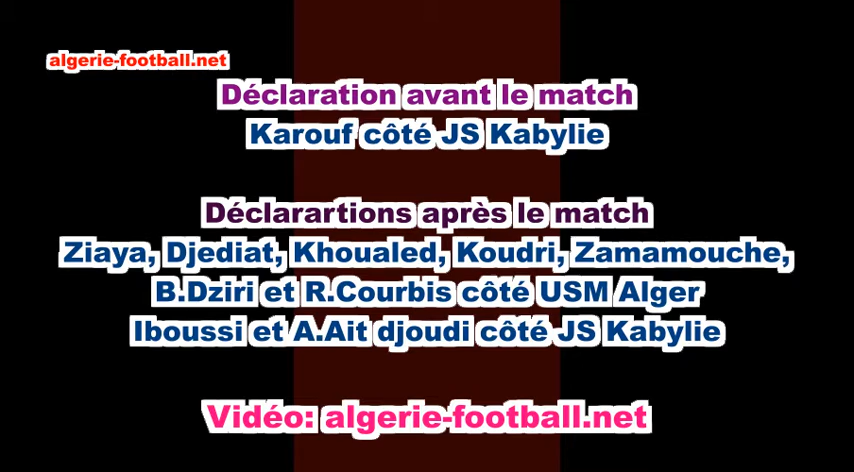 algerie-football.net
Déclaration avant le match
Karouf côté JS Kabylie
Déclarartions après le match
Ziaya, Djediat, Khoualed, Koudri, Zamamouche,
B.Dziri et R.Courbis côté USM Alger
Iboussi et A.Ait djoudi côté JS Kabylie
Vidéo: algerie-football.net